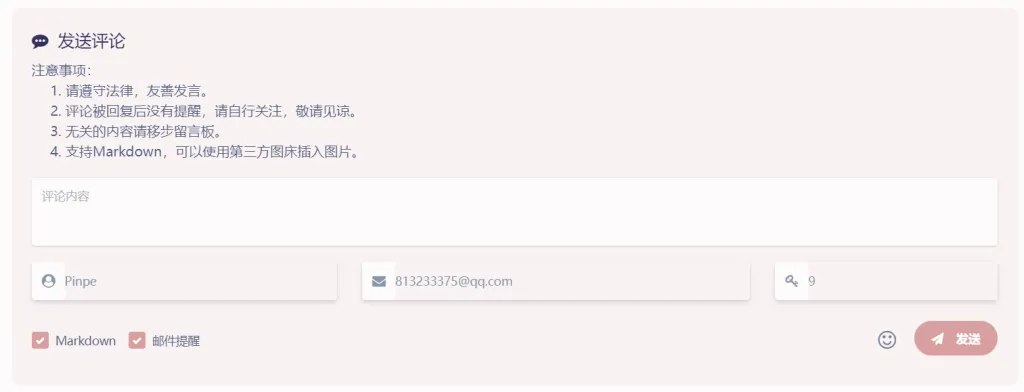 发送评论
注意事项：
1. 请遵守法律，友善发言。
2. 评论被回复后没有提醒，请自行关注，敬请见谅。
3. 无关的内容请移步留言板。
4. 支持Markdown，可以使用第三方图床插入图片。
评论内容
Pinpe 813233375@qq.com 9
Markdown 邮件提醒 发送